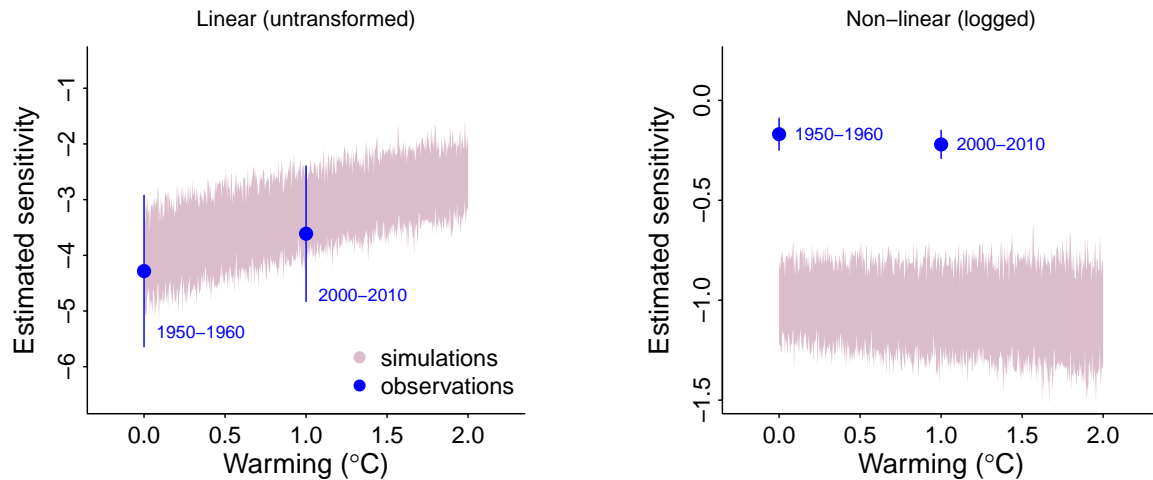 Linear (untransformed)
Estimated sensitivity
−1
−2
−3
−4
−5
−6
1950−1960
2000−2010
simulations
observations
0.0 0.5 1.0 1.5 2.0
Warming (°C)
Non−linear (logged)
Estimated sensitivity
0.0
−0.5
−1.0
−1.5
1950−1960
2000−2010
0.0 0.5 1.0 1.5 2.0
Warming (°C)